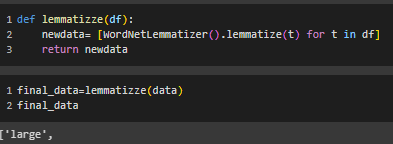 1 def lemmatizze(df):
2     newdata= [WordNetLemmatizer().lemmatize(t) for t in df]
3     return newdata
1 final_data=lemmatizze(data)
2 final_data
['large',